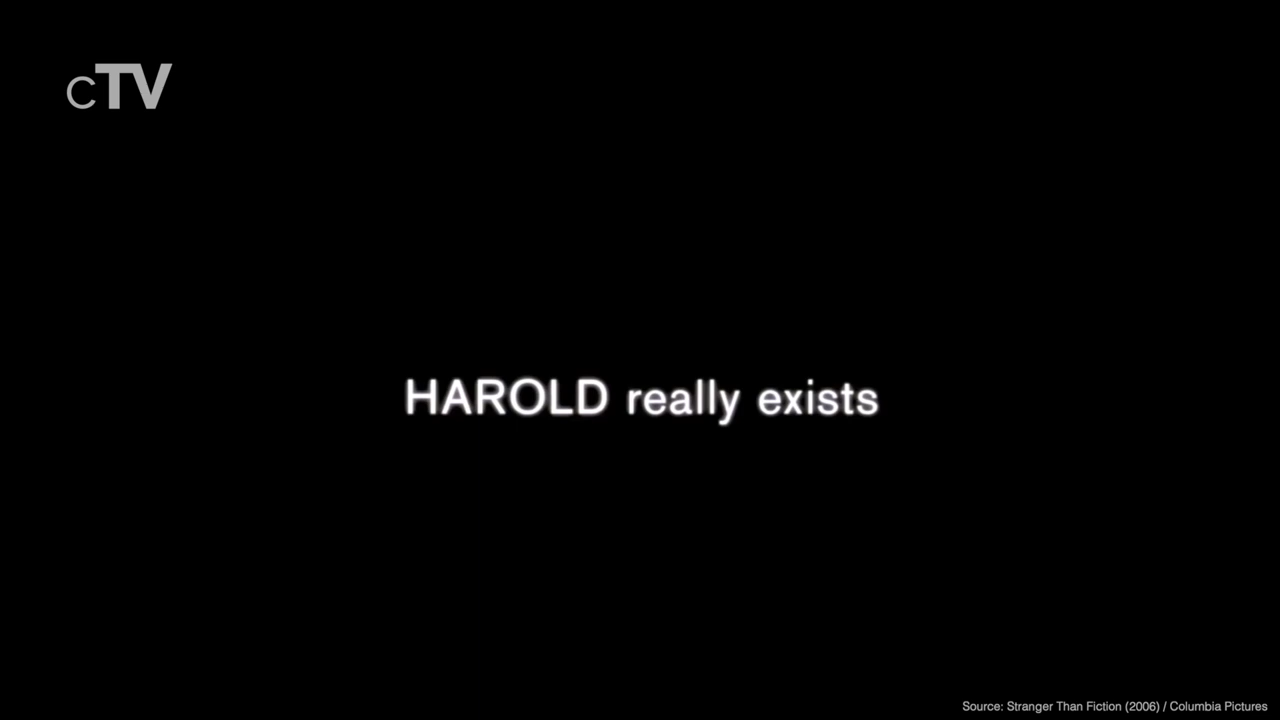 cTV
HAROLD really exists
Source: Stranger Than Fiction (2006) / Columbia Pictures